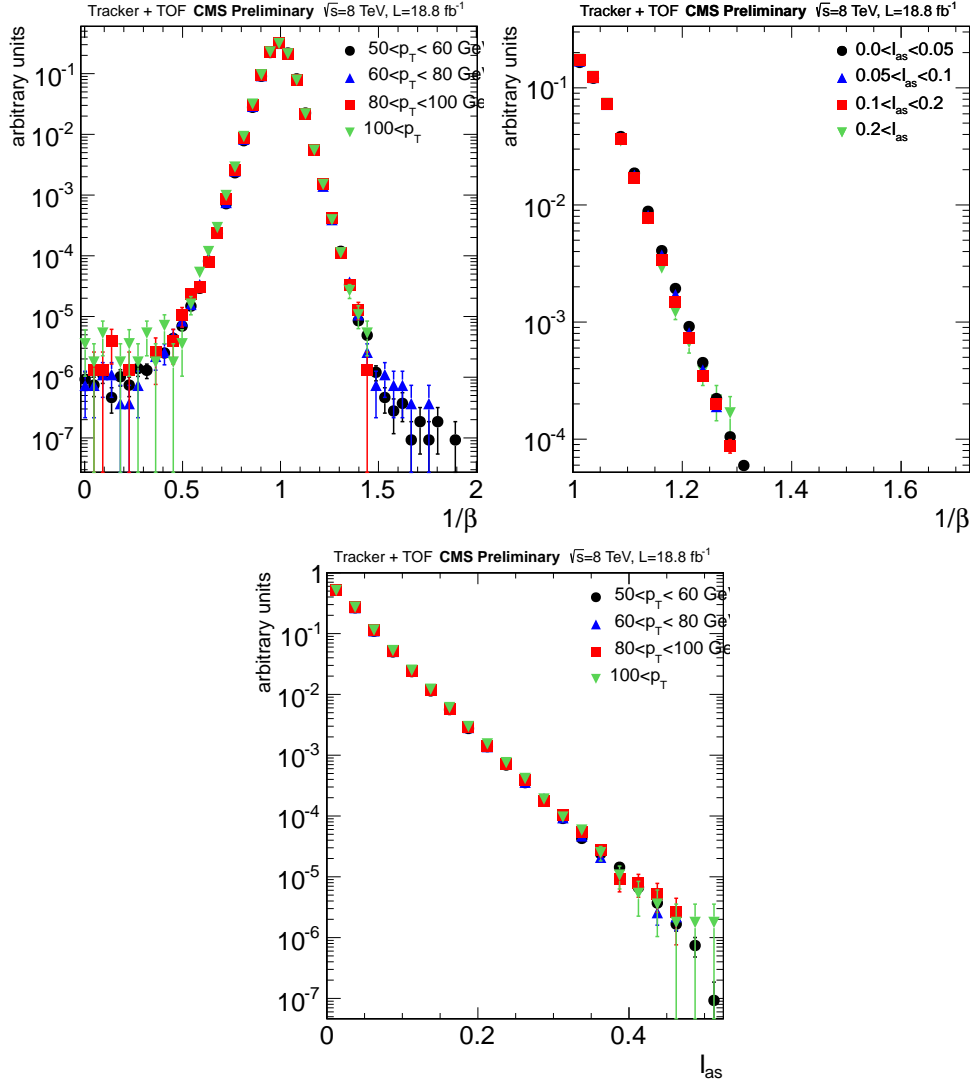 Tracker + TOF CMS Preliminary √s=8 TeV, L=18.8 fb⁻¹
arbitrary units
50<p_T< 60 GeV
60<p_T< 80 GeV
80<p_T<100 Ge
100<p_T
10⁻¹
10⁻²
10⁻³
10⁻⁴
10⁻⁵
10⁻⁶
10⁻⁷
0 0.5 1 1.5 2
1/β
Tracker + TOF CMS Preliminary √s=8 TeV, L=18.8 fb⁻¹
arbitrary units
0.0<I_as<0.05
0.05<I_as<0.1
0.1<I_as<0.2
0.2<I_as
10⁻¹
10⁻²
10⁻³
10⁻⁴
1 1.2 1.4 1.6
1/β
Tracker + TOF CMS Preliminary √s=8 TeV, L=18.8 fb⁻¹
arbitrary units
50<p_T< 60 GeV
60<p_T< 80 GeV
80<p_T<100 Ge
100<p_T
1
10⁻¹
10⁻²
10⁻³
10⁻⁴
10⁻⁵
10⁻⁶
10⁻⁷
0 0.2 0.4
I_as